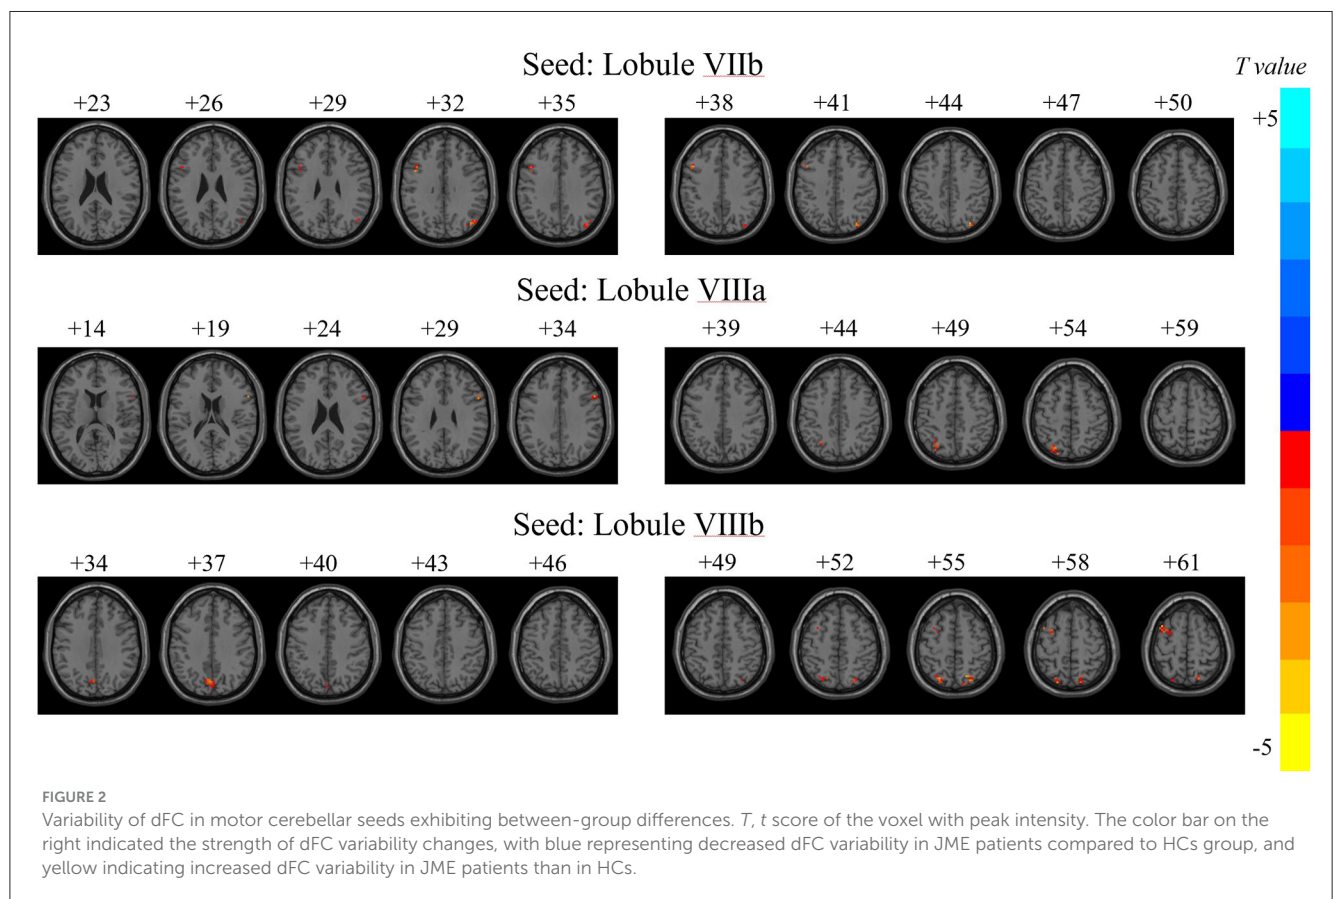 Seed: Lobule VIIb
T value
+23 +26 +29 +32 +35 +38 +41 +44 +47 +50
+5
Seed: Lobule VIIIa
+14 +19 +24 +29 +34 +39 +44 +49 +54 +59
Seed: Lobule VIIIb
+34 +37 +40 +43 +46 +49 +52 +55 +58 +61
-5
FIGURE 2
Variability of dFC in motor cerebellar seeds exhibiting between-group differences. T, t score of the voxel with peak intensity. The color bar on the
right indicated the strength of dFC variability changes, with blue representing decreased dFC variability in JME patients compared to HCs group, and
yellow indicating increased dFC variability in JME patients than in HCs.